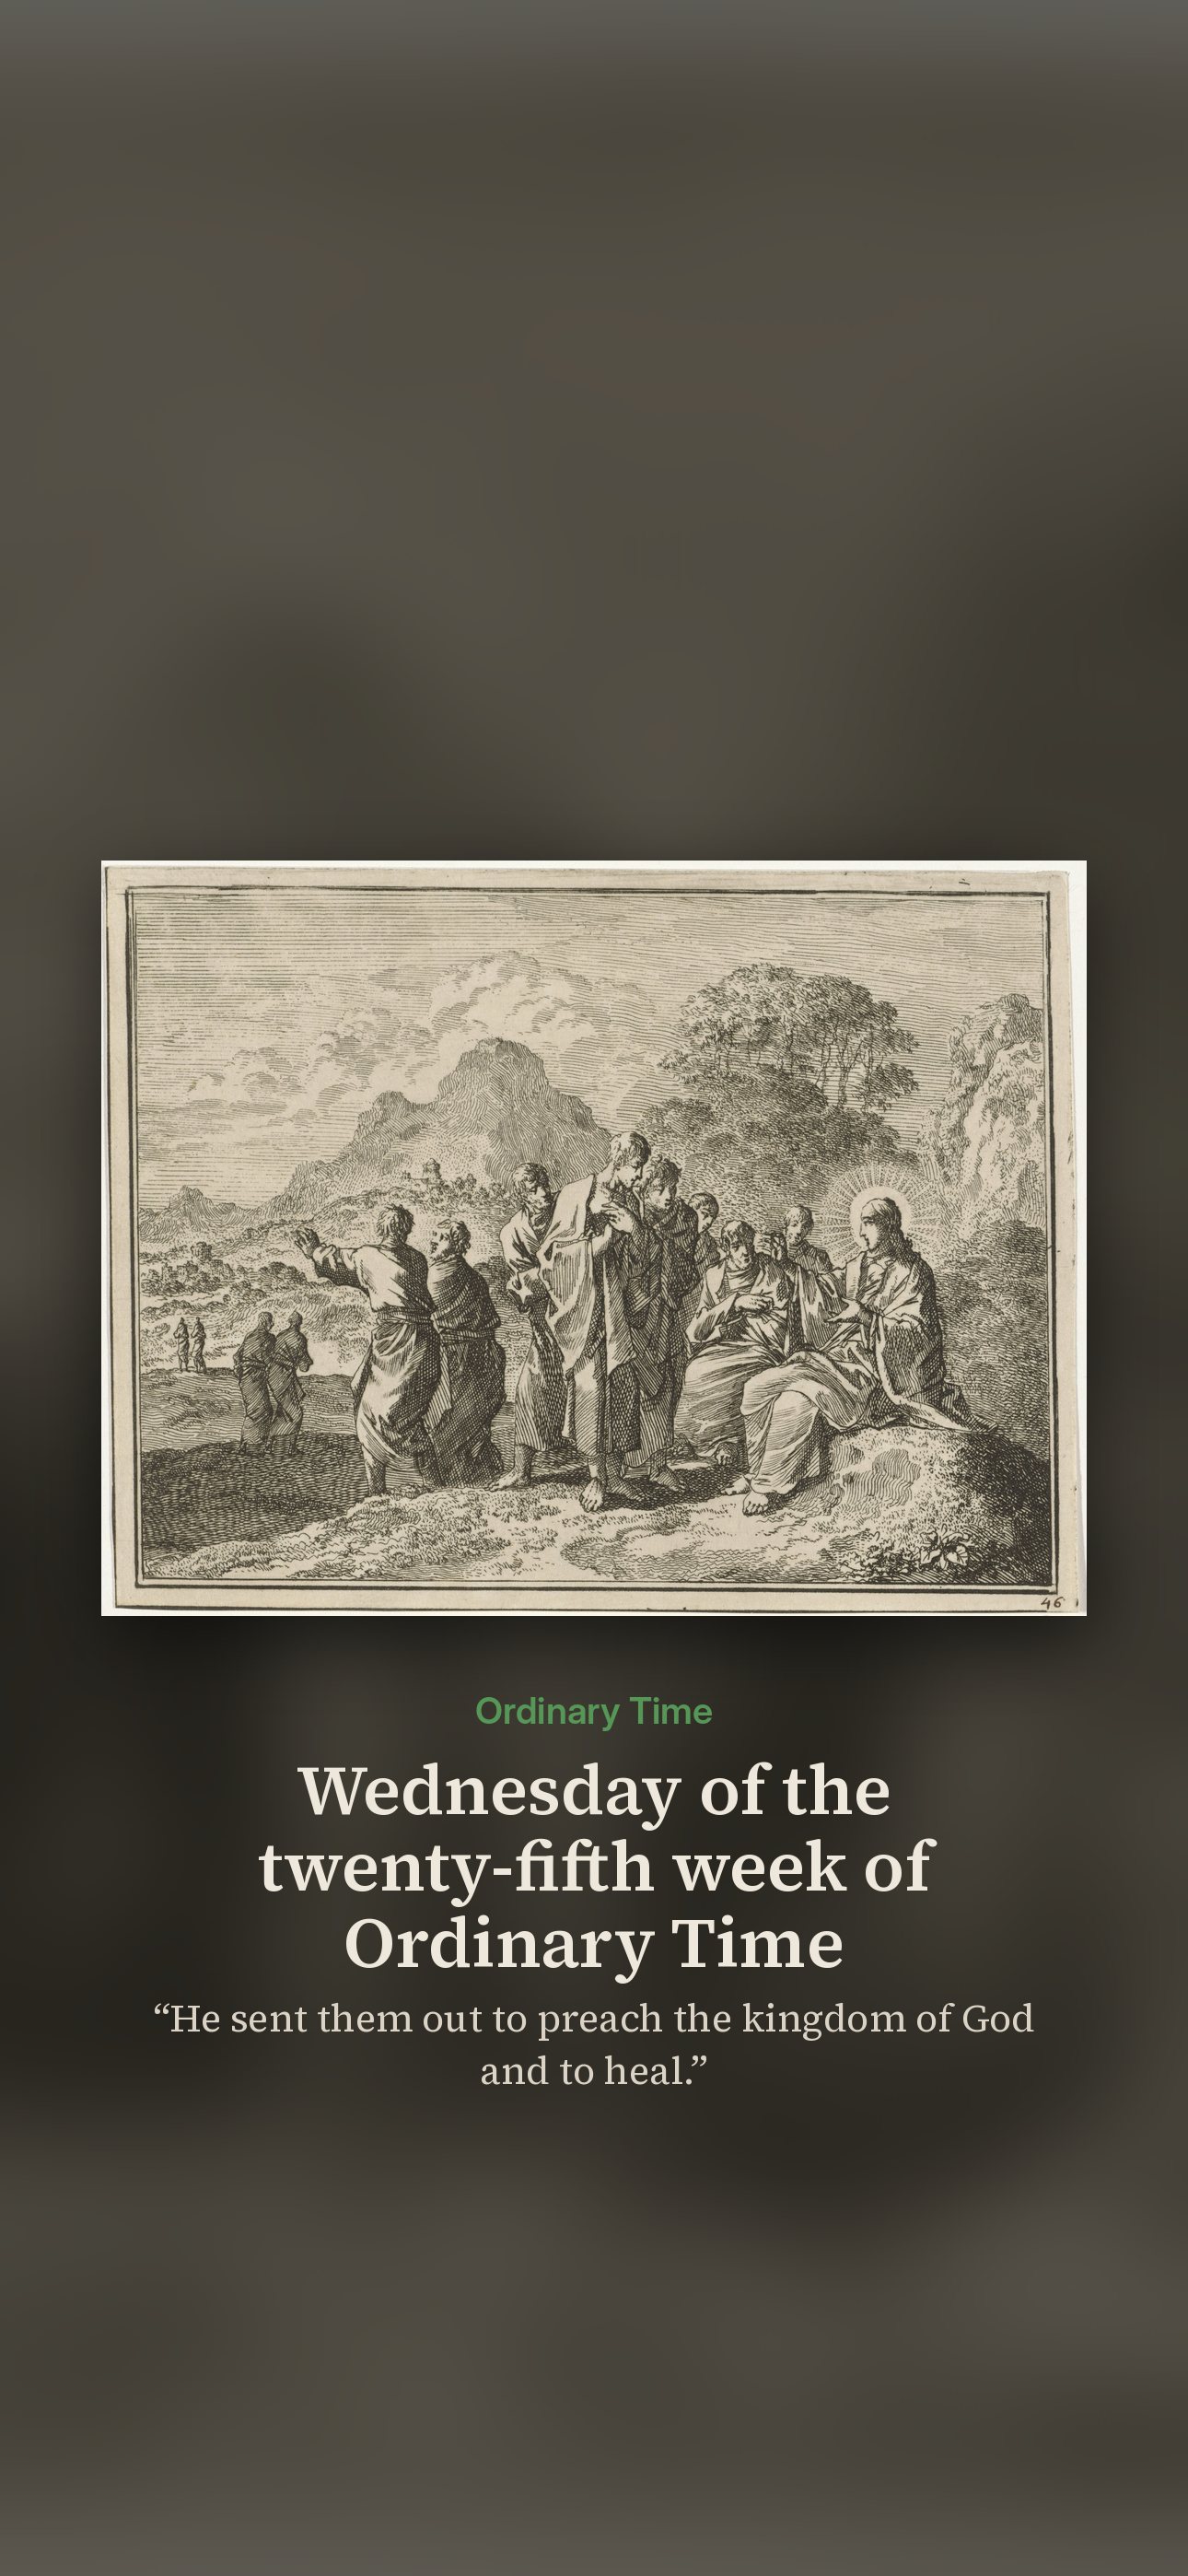 46
Ordinary Time
Wednesday of the
twenty-fifth week of
Ordinary Time
“He sent them out to preach the kingdom of God
and to heal.”